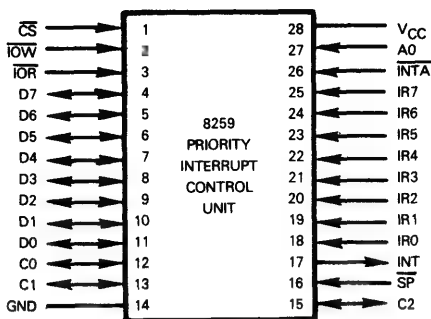 CS 1 28 VCC
IOW 2 27 A0
IOR 3 26 INTA
D7 4 25 IR7
D6 5 24 IR6
D5 6 23 IR5
D4 7 22 IR4
D3 8 21 IR3
D2 9 20 IR2
D1 10 19 IR1
D0 11 18 IR0
C0 12 17 INT
C1 13 16 SP
GND 14 15 C2
8259
PRIORITY
INTERRUPT
CONTROL
UNIT